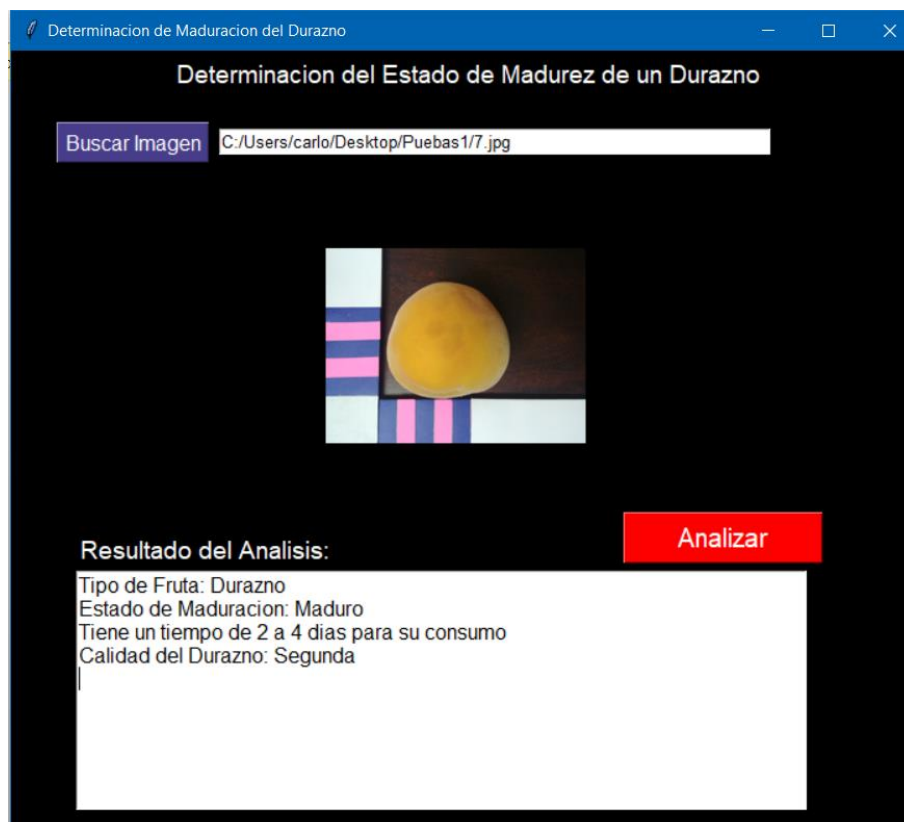 Determinacion de Maduracion del Durazno
Determinacion del Estado de Madurez de un Durazno
Buscar Imagen C:/Users/carlo/Desktop/Puebas1/7.jpg
Analizar
Resultado del Analisis:
Tipo de Fruta: Durazno
Estado de Maduracion: Maduro
Tiene un tiempo de 2 a 4 dias para su consumo
Calidad del Durazno: Segunda